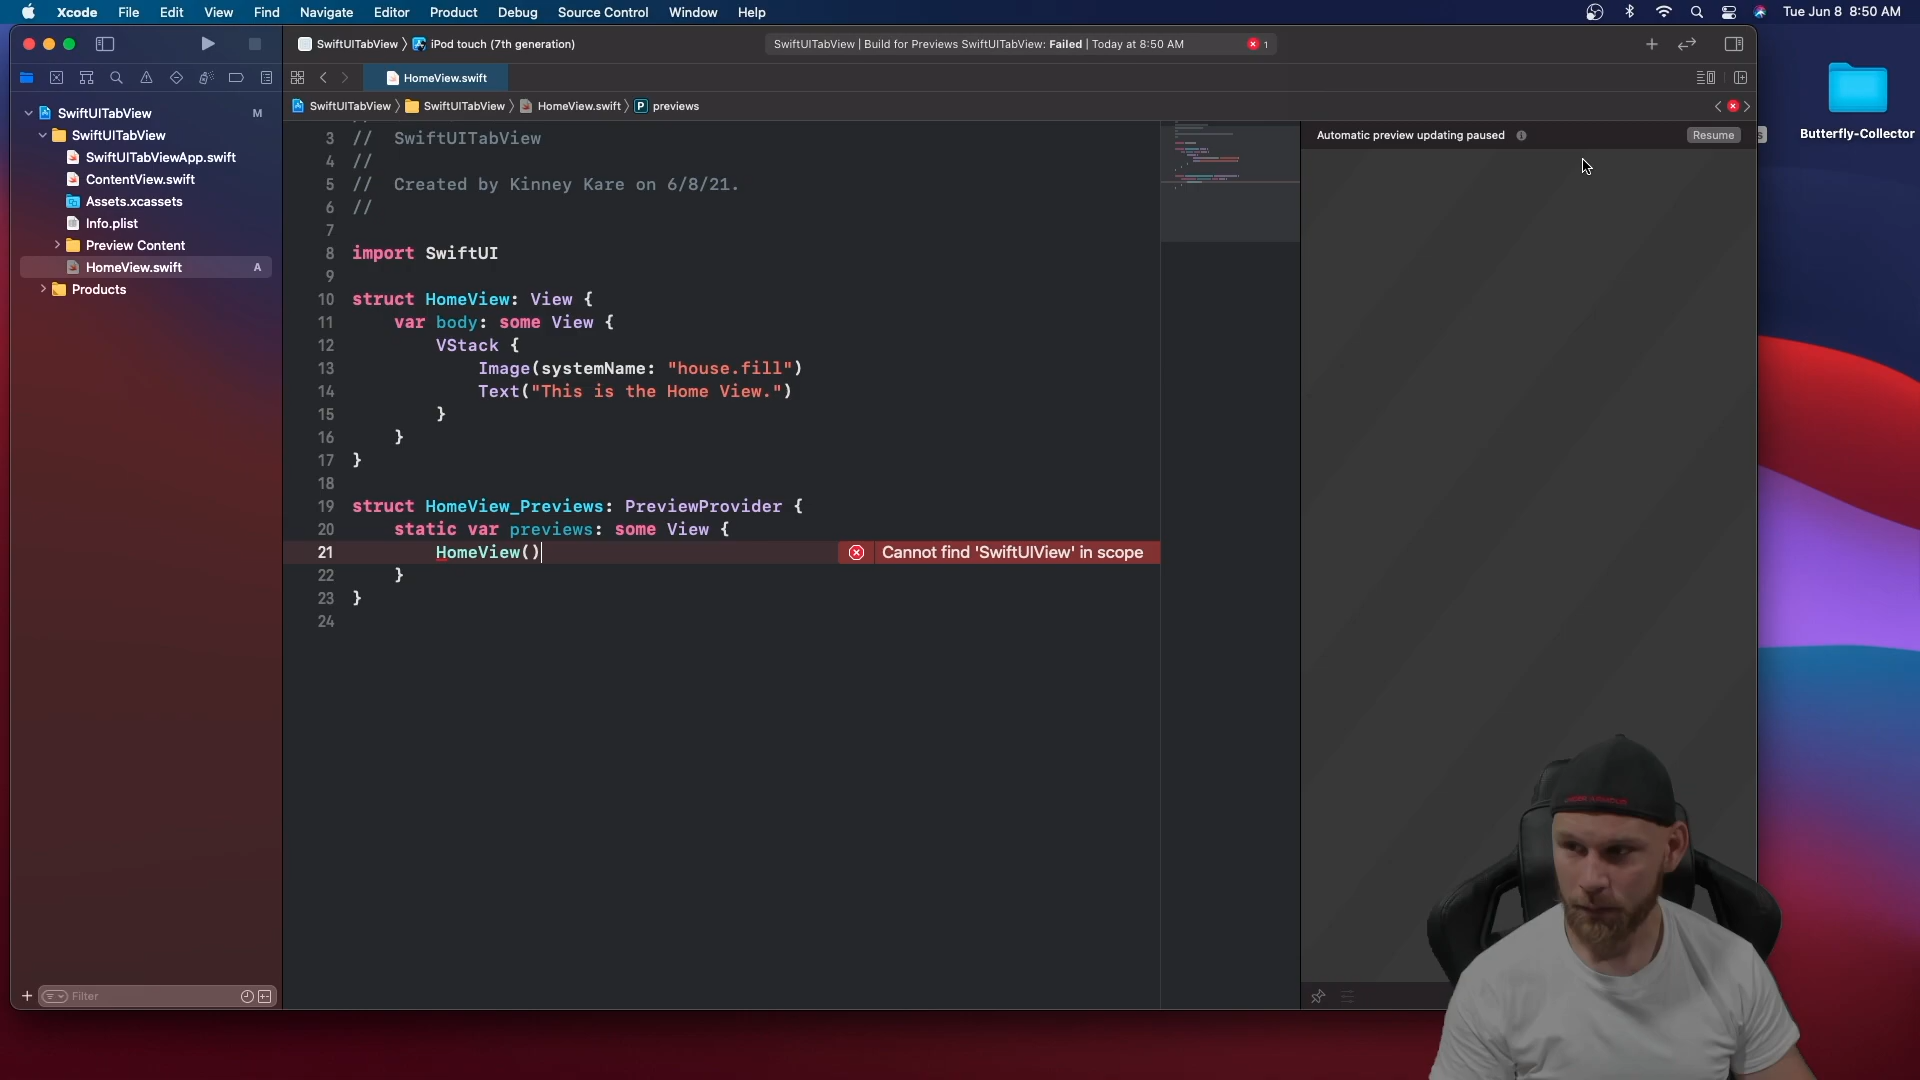 Xcode File Edit View Find Navigate Editor Product Debug Source Control Window Help Tue Jun 8 8:50 AM
SwiftUITabView iPod touch (7th generation) SwiftUITabView | Build for Previews SwiftUITabView: Failed | Today at 8:50 AM 1
HomeView.swift
SwiftUITabView SwiftUITabView HomeView.swift P previews
SwiftUITabView M
SwiftUITabView
SwiftUITabViewApp.swift
ContentView.swift
Assets.xcassets
Info.plist
Preview Content
HomeView.swift A
Products
Filter
3 // SwiftUITabView
4 //
5 // Created by Kinney Kare on 6/8/21.
6 //
7
8 import SwiftUI
9
10 struct HomeView: View {
11 var body: some View {
12 VStack {
13 Image(systemName: "house.fill")
14 Text("This is the Home View.")
15 }
16 }
17 }
18
19 struct HomeView_Previews: PreviewProvider {
20 static var previews: some View {
21 HomeView() Cannot find 'SwiftUIView' in scope
22 }
23 }
24
Automatic preview updating paused Resume
Butterfly-Collector